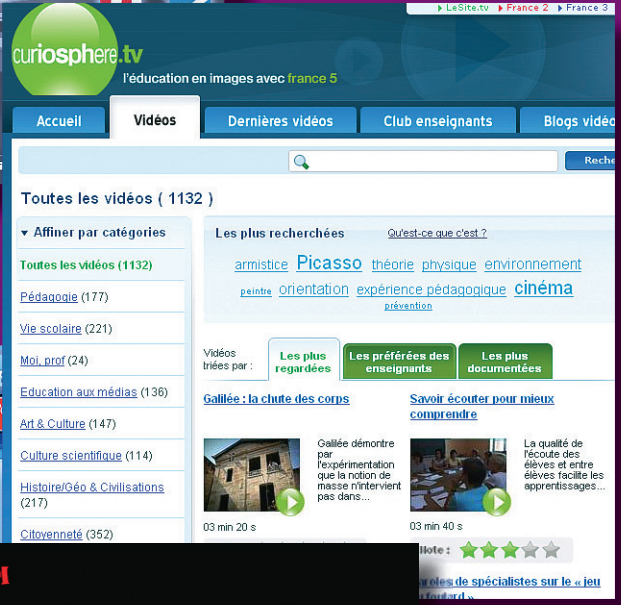 LeSite.tv France 2 France 3
curiosphere.tv
l'éducation en images avec france 5
Accueil Vidéos Dernières vidéos Club enseignants Blogs vidéo
Reche
Toutes les vidéos ( 1132 )
Affiner par catégories
Toutes les vidéos (1132)
Pédagogie (177)
Vie scolaire (221)
Moi, prof (24)
Education aux médias (136)
Art & Culture (147)
Culture scientifique (114)
Histoire/Géo & Civilisations
(217)
Citoyenneté (352)
Les plus recherchées Qu'est-ce que c'est ?
armistice Picasso théorie physique environnement
peintre orientation expérience pédagogique cinéma
prévention
Vidéos
triées par :
Les plus
regardées
Les préférées des
enseignants
Les plus
documentées
Galilée : la chute des corps
Galilée démontre
par
l'expérimentation
que la notion de
masse n'intervient
pas dans...
03 min 20 s
Savoir écouter pour mieux
comprendre
La qualité de
l'écoute des
élèves et entre
élèves facilite les
apprentissages...
03 min 40 s
Note :
de spécialistes sur le « jeu
foulard »